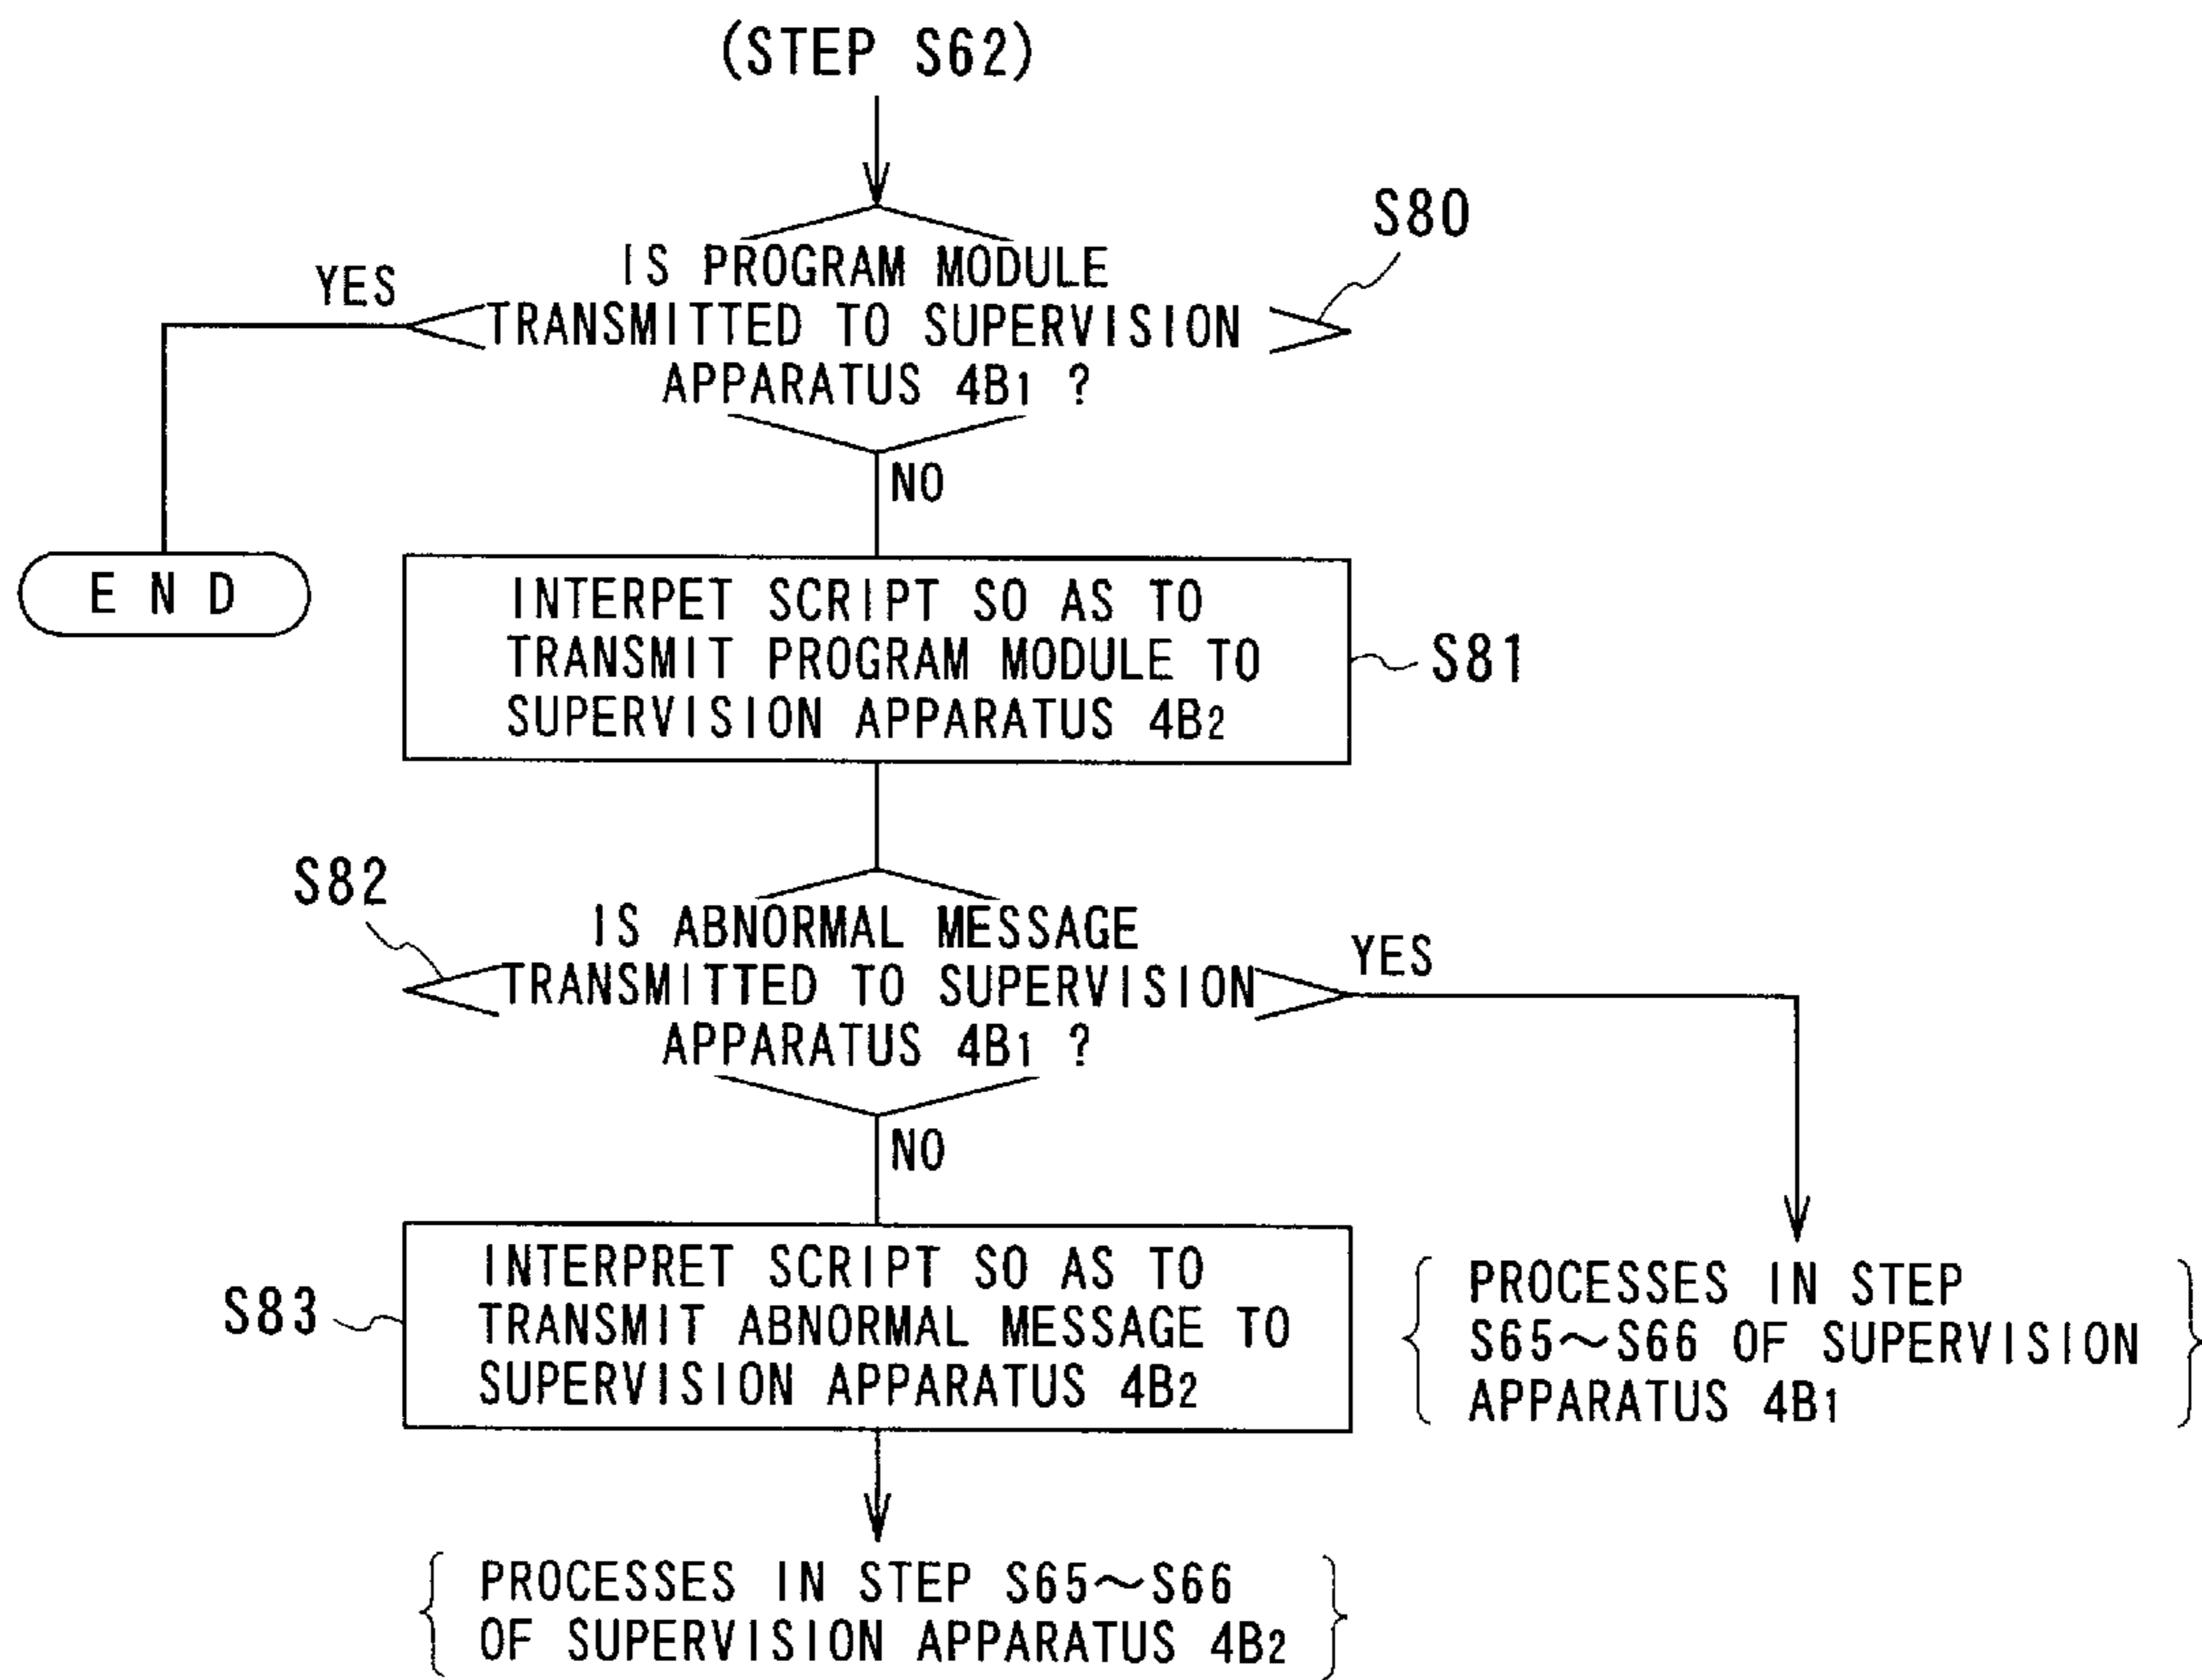 (STEP S62)
S80
YES
IS PROGRAM MODULE
TRANSMITTED TO SUPERVISION
APPARATUS 4B1 ?
NO
END
INTERPET SCRIPT SO AS TO
TRANSMIT PROGRAM MODULE TO
SUPERVISION APPARATUS 4B2
S81
S82
IS ABNORMAL MESSAGE
TRANSMITTED TO SUPERVISION
APPARATUS 4B1 ?
YES
NO
S83
INTERPRET SCRIPT SO AS TO
TRANSMIT ABNORMAL MESSAGE TO
SUPERVISION APPARATUS 4B2
PROCESSES IN STEP
S65～S66 OF SUPERVISION
APPARATUS 4B1
PROCESSES IN STEP S65～S66
OF SUPERVISION APPARATUS 4B2